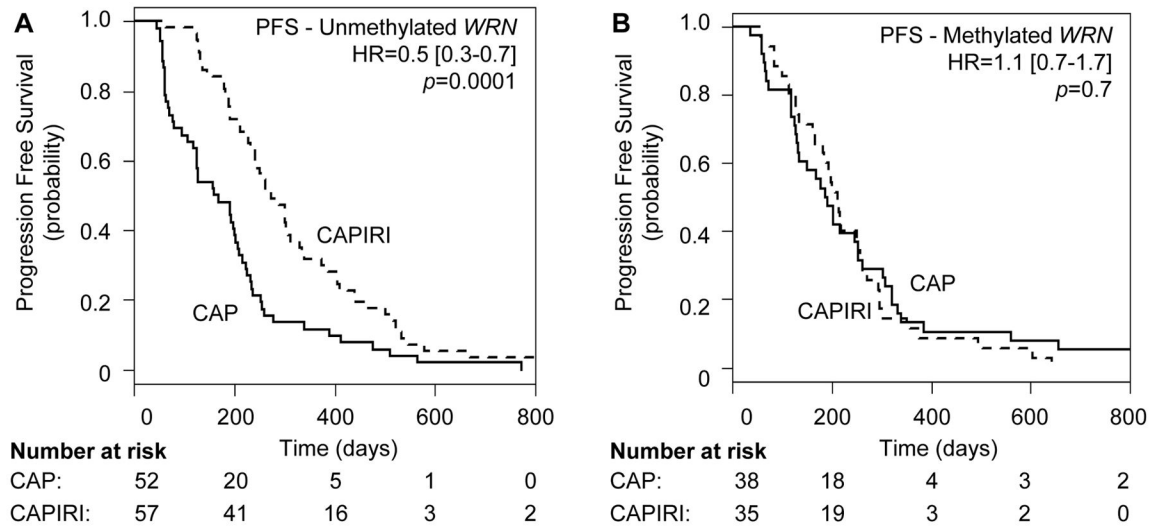 A
PFS - Unmethylated WRN
HR=0.5 [0.3-0.7]
p=0.0001
Progression Free Survival
(probability)
1.0
0.8
0.6
0.4
0.2
0
CAPIRI
CAP
0 200 400 600 800
Time (days)
Number at risk
CAP: 52 20 5 1 0
CAPIRI: 57 41 16 3 2
B
PFS - Methylated WRN
HR=1.1 [0.7-1.7]
p=0.7
Progression Free Survival
(probability)
1.0
0.8
0.6
0.4
0.2
0
CAP
CAPIRI
0 200 400 600 800
Time (days)
Number at risk
CAP: 38 18 4 3 2
CAPIRI: 35 19 3 2 0